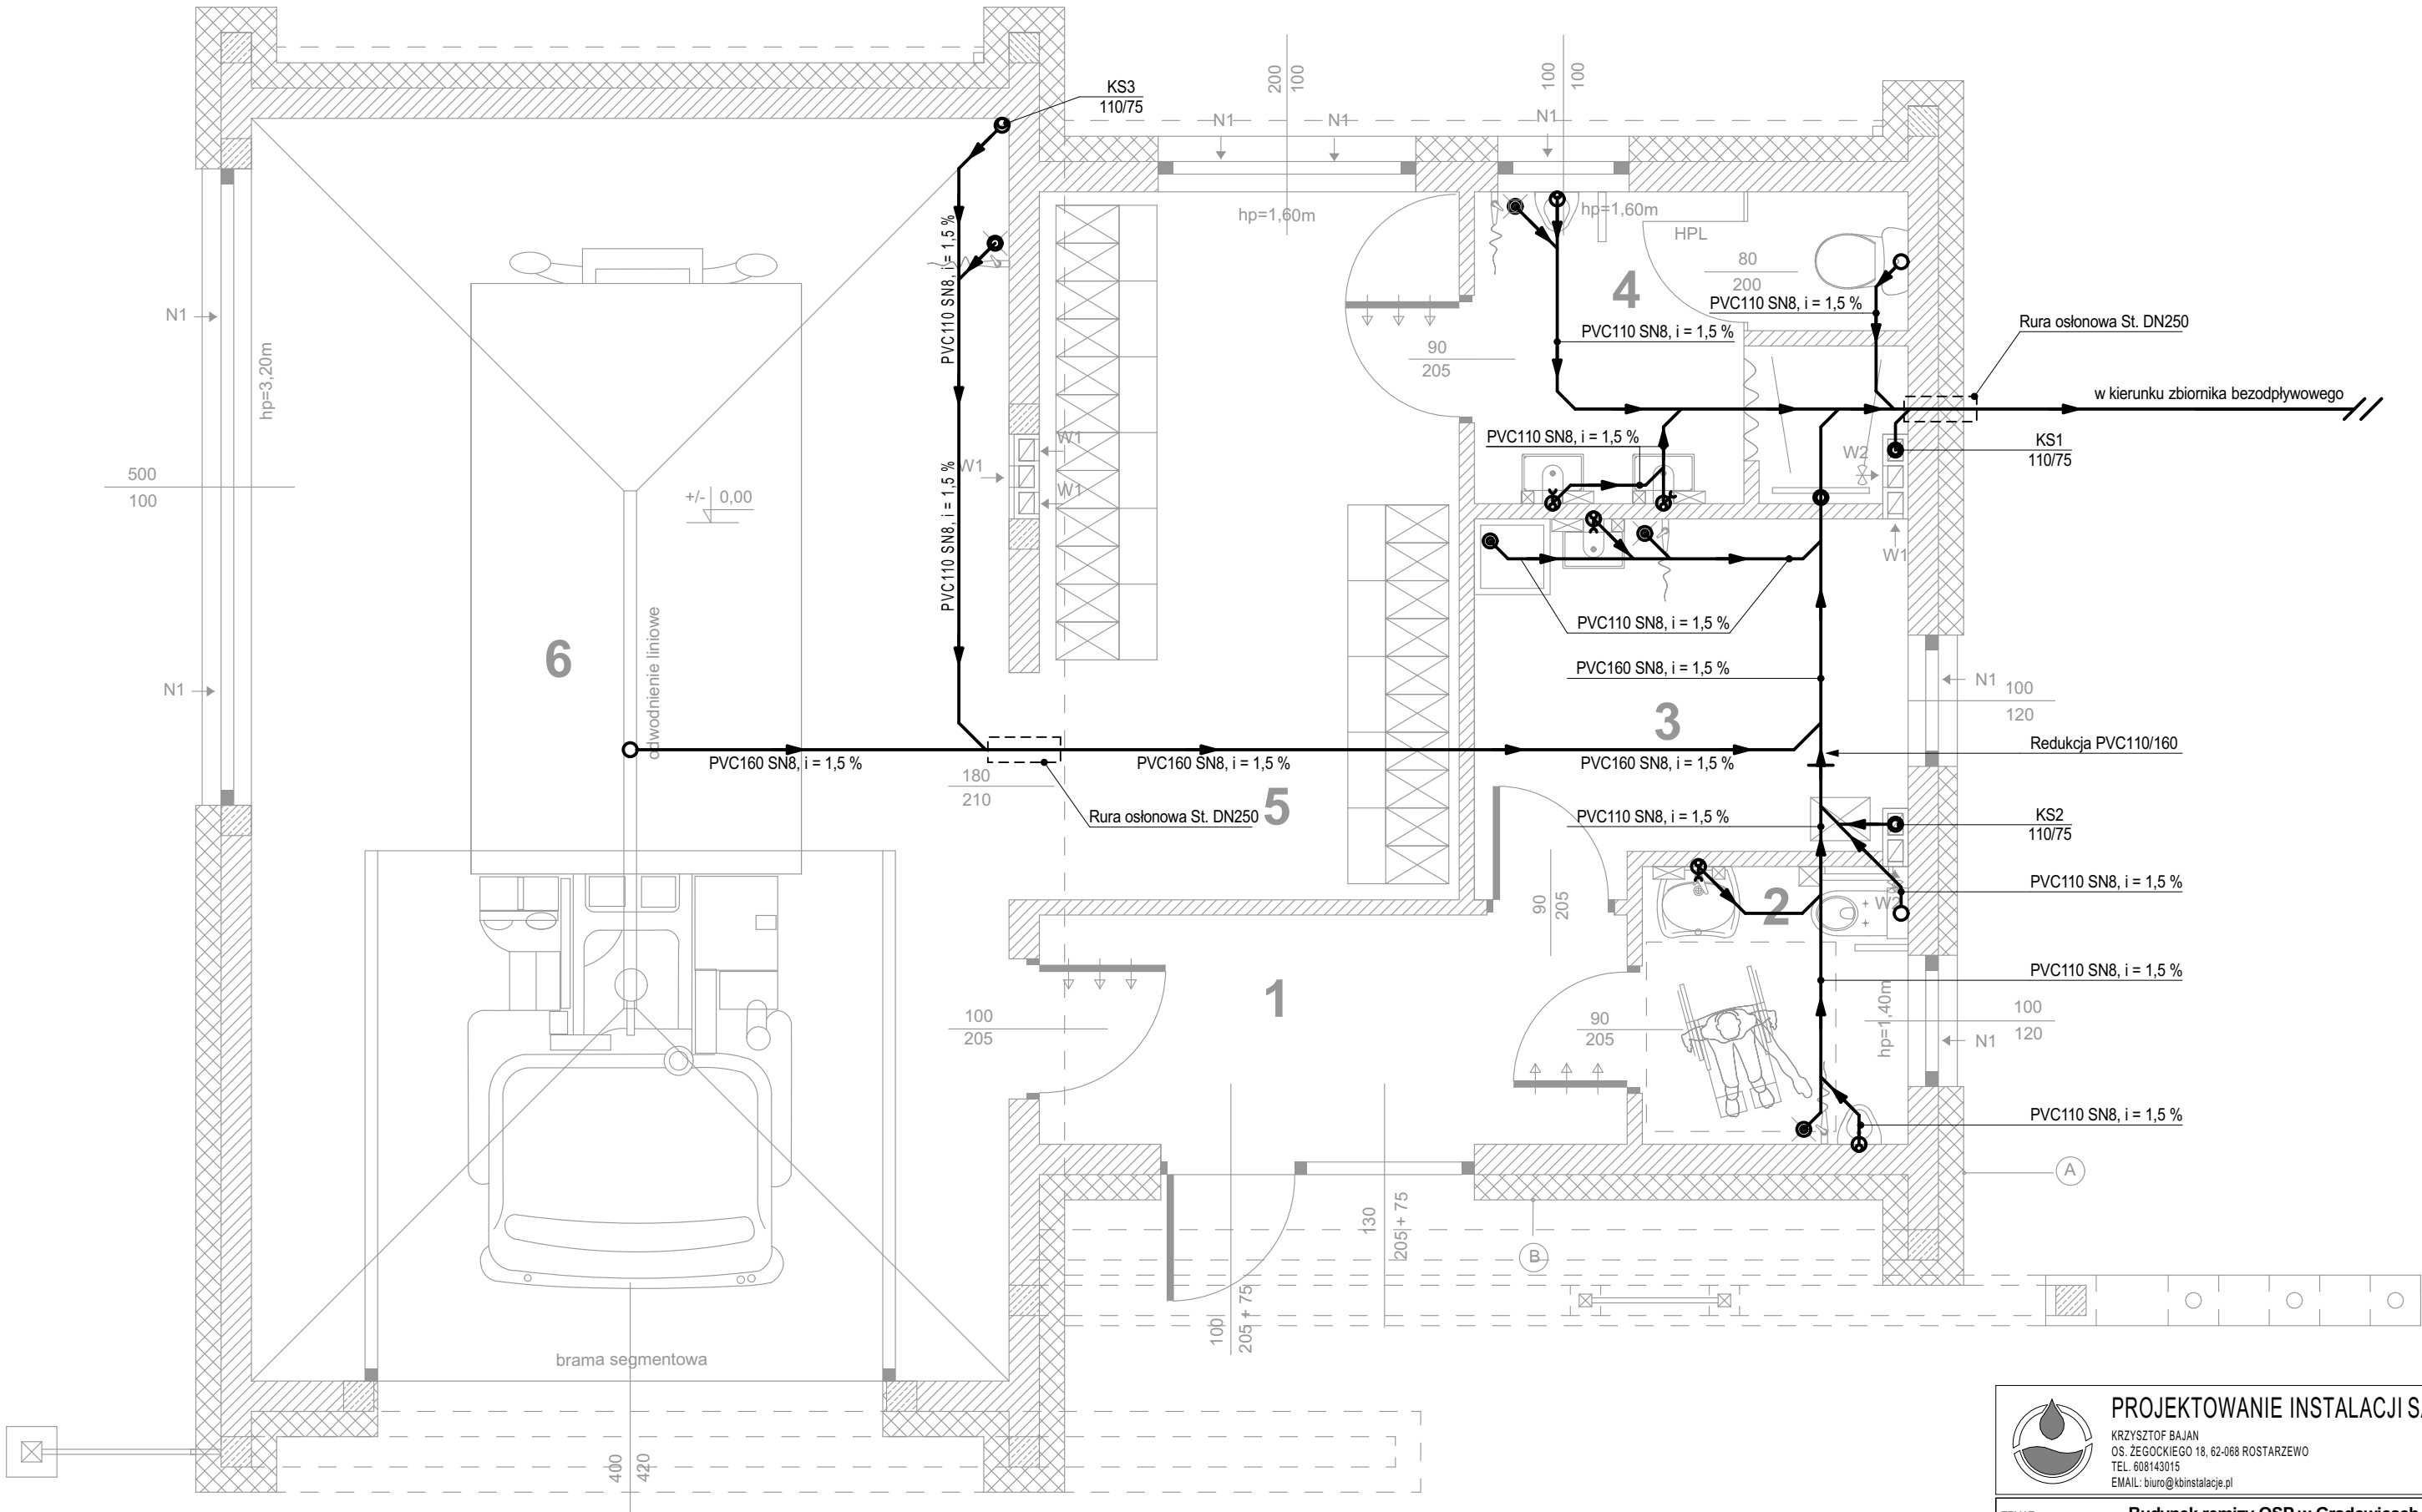 KS3
110/75
200
100
100
100
N1
N1
N1
hp=1,60m
hp=1,60m
HPL
80
200
4
PVC110 SN8, i = 1,5 %
PVC110 SN8, i = 1,5 %
PVC110 SN8, i = 1,5 %
N1
hp=3,20m
90
205
Rura osłonowa St. DN250
w kierunku zbiornika bezodpływowego
PVC110 SN8, i = 1,5 %
KS1
110/75
W1
W1
W1
W2
500
100
+/- 0,00
PVC110 SN8, i = 1,5 %
W1
odwodnienie liniowe
6
PVC110 SN8, i = 1,5 %
PVC160 SN8, i = 1,5 %
N1
N1
100
120
3
Redukcja PVC110/160
PVC160 SN8, i = 1,5 %
PVC160 SN8, i = 1,5 %
PVC160 SN8, i = 1,5 %
180
210
5
Rura osłonowa St. DN250
PVC110 SN8, i = 1,5 %
KS2
110/75
PVC110 SN8, i = 1,5 %
90
205
2
W2
PVC110 SN8, i = 1,5 %
1
100
205
90
205
hp=1,40m
100
120
N1
PVC110 SN8, i = 1,5 %
A
130
205 + 75
B
100
205 + 75
brama segmentowa
400
420
PROJEKTOWANIE INSTALACJI
KRZYSZTOF BAJAN
OS. ŻEGOCKIEGO 18, 62-068 ROSTARZEWO
TEL. 608143015
EMAIL: biuro@kbinstalacje.pl